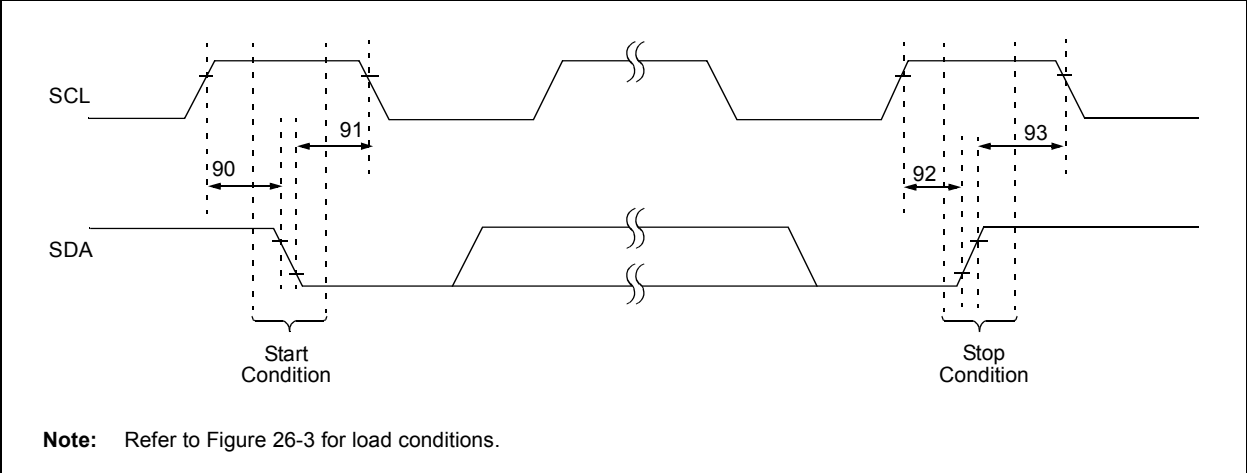 SCL
91
93
90
92
SDA
Start
Condition
Stop
Condition
Note: Refer to Figure 26-3 for load conditions.